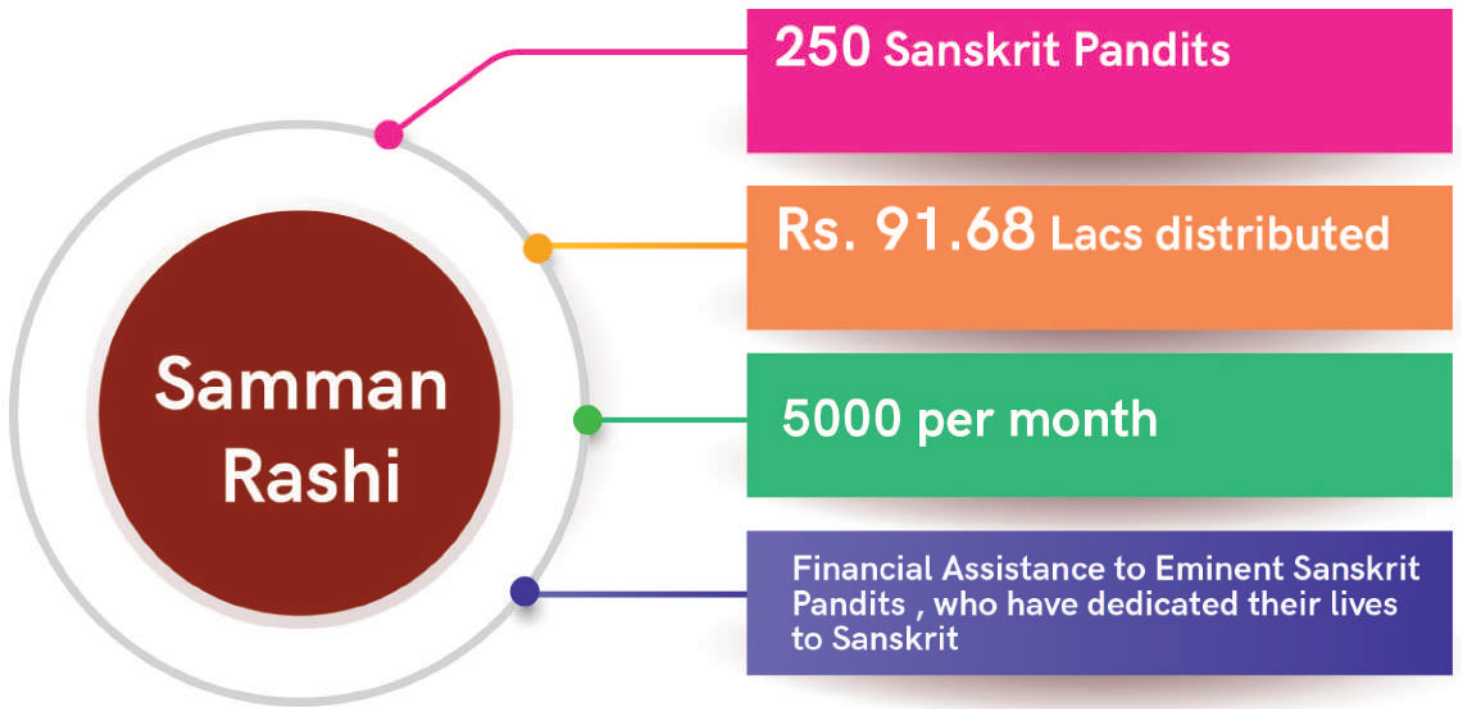 Samman
Rashi
250 Sanskrit Pandits
Rs. 91.68 Lacs distributed
5000 per month
Financial Assistance to Eminent Sanskrit
Pandits , who have dedicated their lives
to Sanskrit